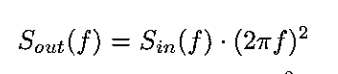 S_{out}(f) = S_{in}(f) · (2πf)^2